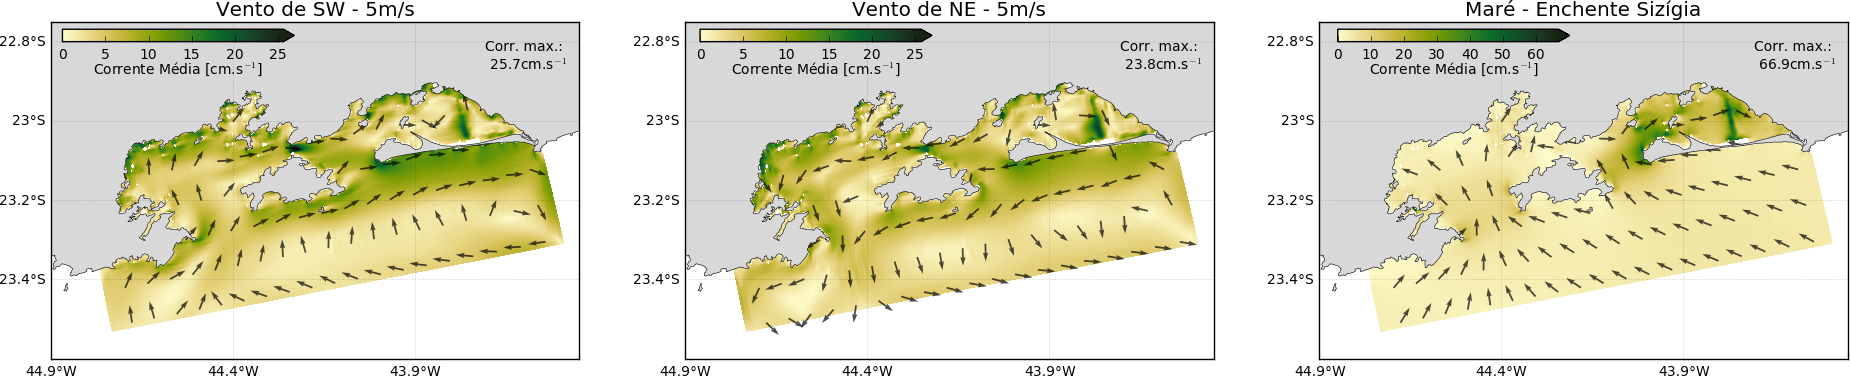 Vento de SW - 5m/s
22.8°S
23°S
23.2°S
23.4°S
0 5 10 15 20 25
Corrente Média [cm.s⁻¹]
Corr. max.:
25.7cm.s⁻¹
44.9°W 44.4°W 43.9°W
Vento de NE - 5m/s
22.8°S
23°S
23.2°S
23.4°S
0 5 10 15 20 25
Corrente Média [cm.s⁻¹]
Corr. max.:
23.8cm.s⁻¹
44.9°W 44.4°W 43.9°W
Maré - Enchente Sizígia
22.8°S
23°S
23.2°S
23.4°S
0 10 20 30 40 50 60
Corrente Média [cm.s⁻¹]
Corr. max.:
66.9cm.s⁻¹
44.9°W 44.4°W 43.9°W